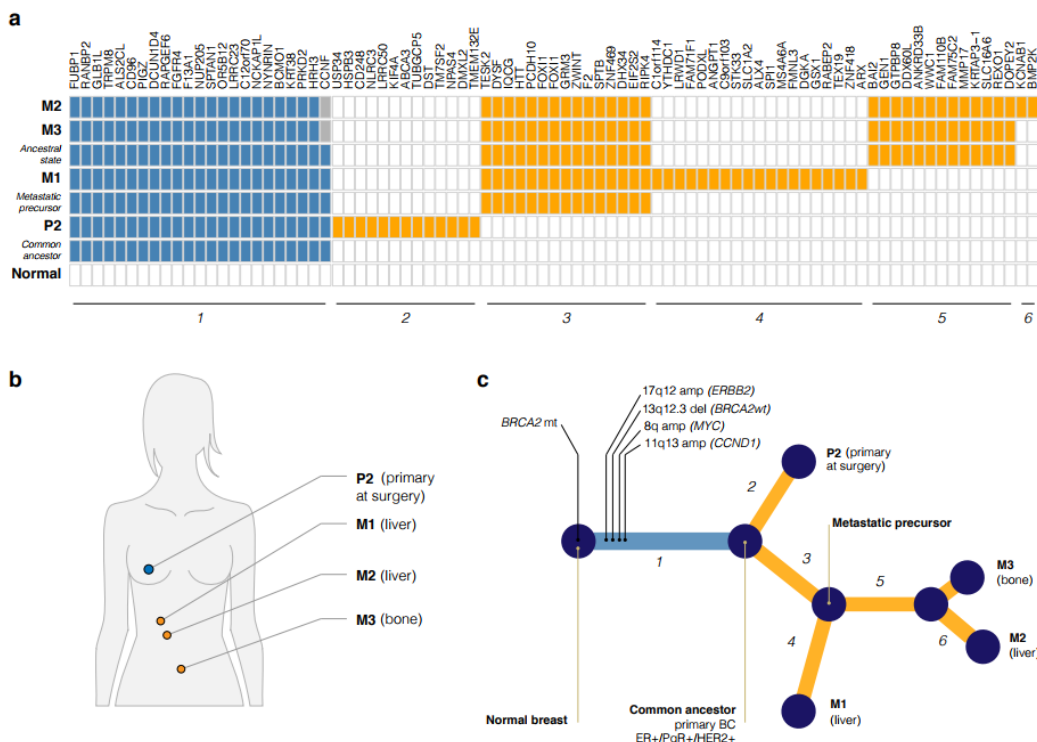 a
FUBP1
RANBP2
GLB1L
TRPM8
ALS2CL
CD96
PIGZ
DCUN1D4
RAPGEF6
FGFR4
F13A1
NUP205
SPTAN1
OR5B12
LRRC23
C12orf70
NCKAP1L
NYNRIN
BCMO1
KRT38
PRKD2
HRH3
CCNF
USP34
HSPB3
CD248
NLRC3
LRRC50
KIF4A
ABCA3
TUBGCP5
DST
TM7SF2
NPAS4
DMXL2
TMEM132E
TESK2
DYSF
IQCG
HTT
PCDH10
FOXI1
FOXI1
GRM3
ZWINT
F2
SPTB
ZNF469
DHX34
EIF2S2
RIPK4
C1orf114
YTHDC1
LRWD1
FAM71F1
PODXL
ANGPT1
C9orf103
STK33
SLC1A2
ALX4
SPI1
MS4A6A
FMNL3
DGKA
GSX1
RABEP2
TEX19
ZNF418
ARX
BAI2
GEN1
GTPBP8
DDX60L
ANKRD33B
WWC1
FAM110B
FAM75C2
MMP17
KRTAP3-1
SLC16A6
REXO1
DOPEY2
KCNAB1
BMP2K
M2
M3
Ancestral
state
M1
Metastatic
precursor
P2
Common
ancestor
Normal
1 2 3 4 5 6
b
P2 (primary
at surgery)
M1 (liver)
M2 (liver)
M3 (bone)
c
17q12 amp (ERBB2)
13q12.3 del (BRCA2wt)
8q amp (MYC)
11q13 amp (CCND1)
BRCA2 mt
P2 (primary
at surgery)
2
Metastatic precursor
1
3
5
M3
(bone)
4
6
M2
(liver)
M1
(liver)
Normal breast
Common ancestor
primary BC
ER+/PgR+/HER2+